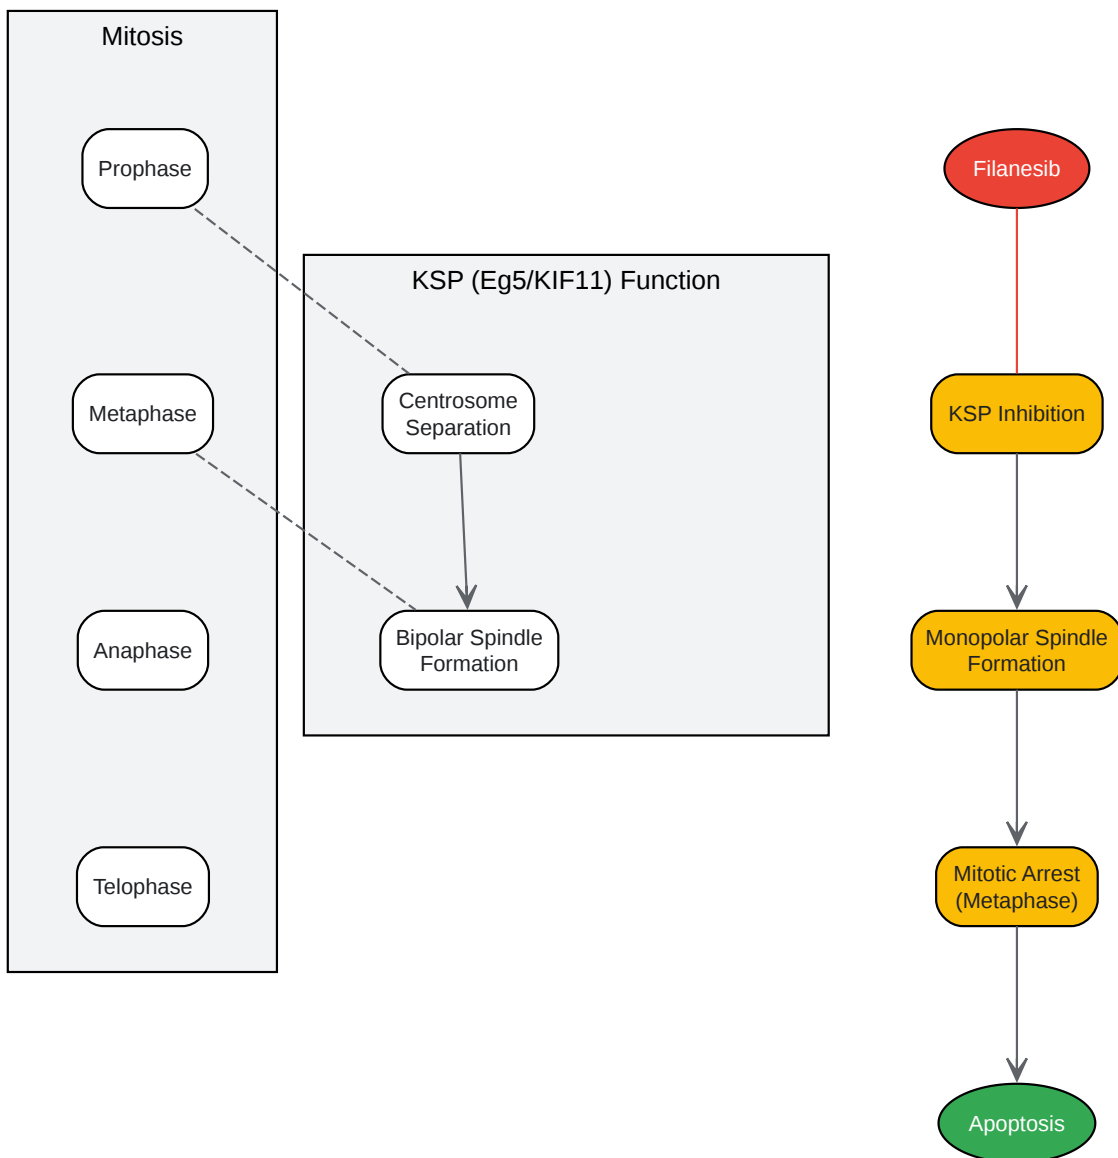 Mitosis
Prophase
Metaphase
Anaphase
Telophase
KSP (Eg5/KIF11) Function
Centrosome
Separation
Bipolar Spindle
Formation
Filanesib
KSP Inhibition
Monopolar Spindle
Formation
Mitotic Arrest
(Metaphase)
Apoptosis